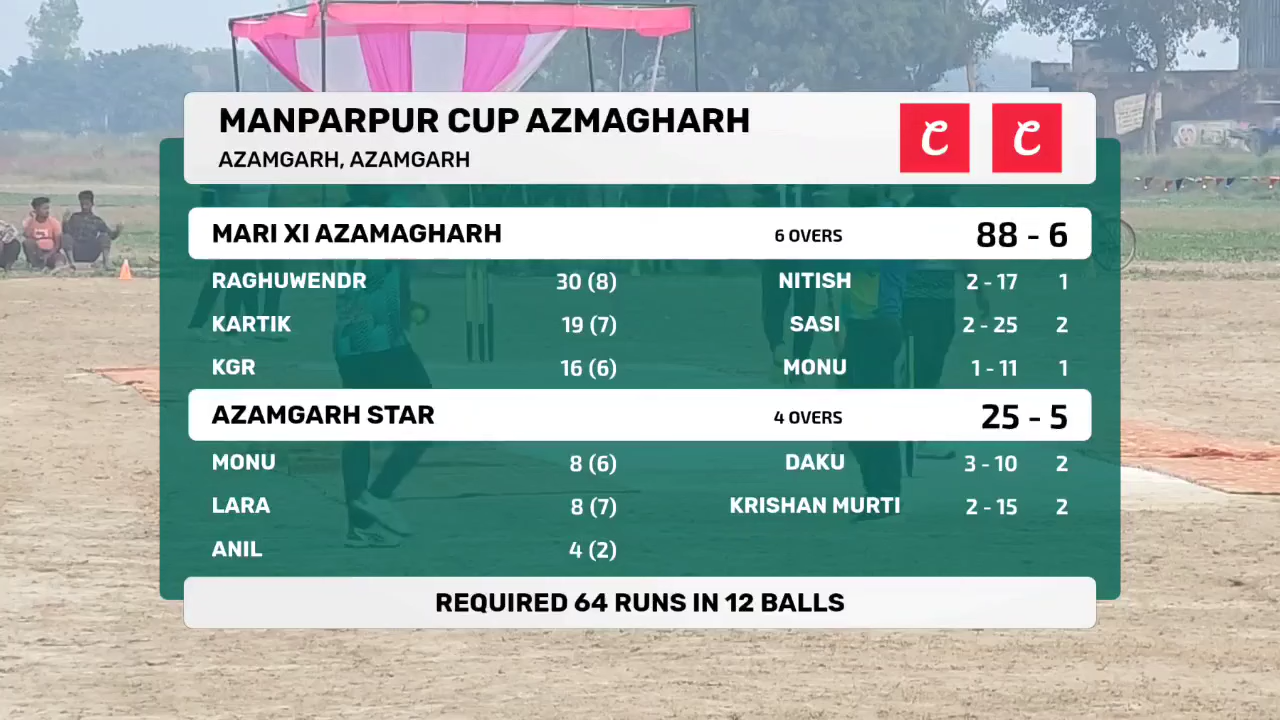 MANPARPUR CUP AZMAGHARH
AZAMGARH, AZAMGARH
C C
MARI XI AZAMAGHARH 6 OVERS 88 - 6
RAGHUWENDR 30 (8) NITISH 2 - 17 1
KARTIK 19 (7) SASI 2 - 25 2
KGR 16 (6) MONU 1 - 11 1
AZAMGARH STAR 4 OVERS 25 - 5
MONU 8 (6) DAKU 3 - 10 2
LARA 8 (7) KRISHAN MURTI 2 - 15 2
ANIL 4 (2)
REQUIRED 64 RUNS IN 12 BALLS